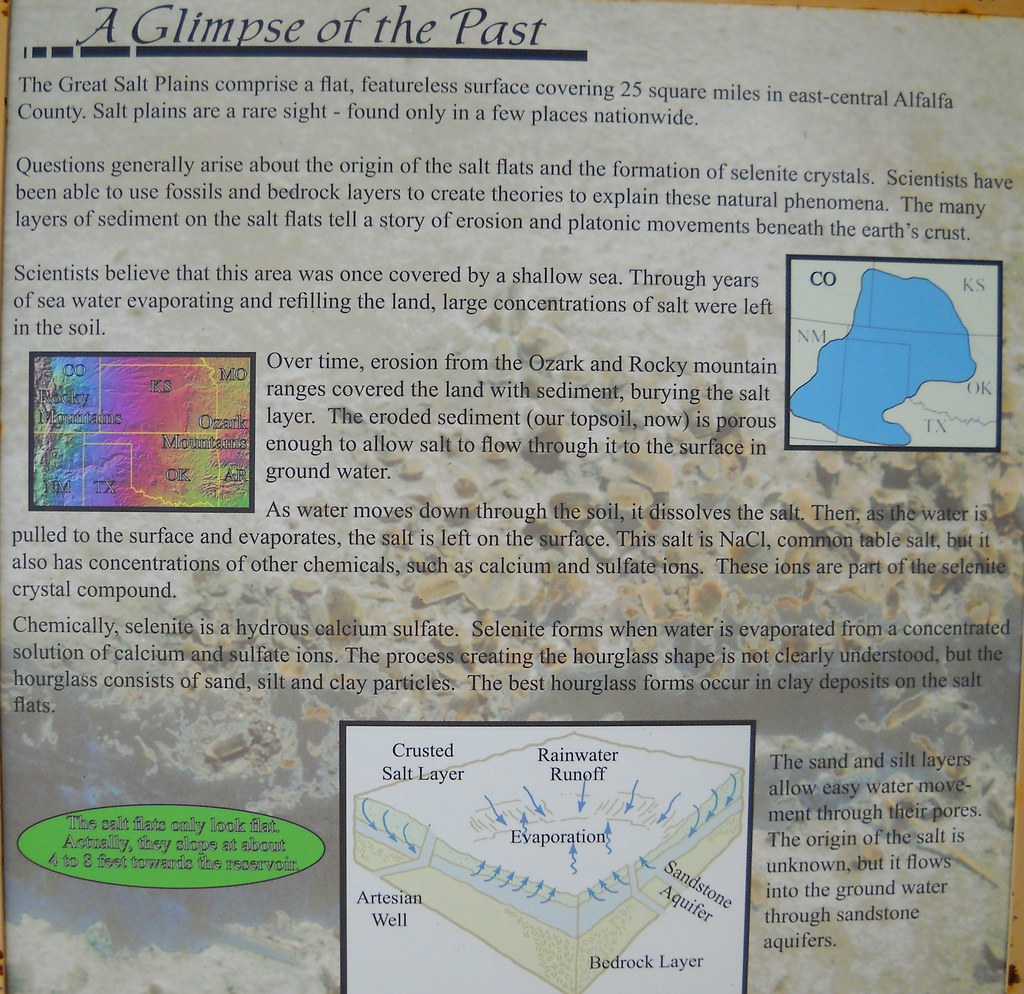 A Glimpse of the Past
The Great Salt Plains comprise a flat, featureless surface covering 25 square miles in east-central Alfalfa
County. Salt plains are a rare sight - found only in a few places nationwide.
Questions generally arise about the origin of the salt flats and the formation of selenite crystals. Scientists have
been able to use fossils and bedrock layers to create theories to explain these natural phenomena. The many
layers of sediment on the salt flats tell a story of erosion and platonic movements beneath the earth's crust.
Scientists believe that this area was once covered by a shallow sea. Through years
of sea water evaporating and refilling the land, large concentrations of salt were left
in the soil.
CO
KS
NM
OK
TX
CO
KS
MO
Rocky
Mountains
Ozark
Mountains
NM
TX
OK
AR
Over time, erosion from the Ozark and Rocky mountain
ranges covered the land with sediment, burying the salt
layer. The eroded sediment (our topsoil, now) is porous
enough to allow salt to flow through it to the surface in
ground water.
As water moves down through the soil, it dissolves the salt. Then, as the water is
pulled to the surface and evaporates, the salt is left on the surface. This salt is NaCl, common table salt, but it
also has concentrations of other chemicals, such as calcium and sulfate ions. These ions are part of the selenite
crystal compound.
Chemically, selenite is a hydrous calcium sulfate. Selenite forms when water is evaporated from a concentrated
solution of calcium and sulfate ions. The process creating the hourglass shape is not clearly understood, but the
hourglass consists of sand, silt and clay particles. The best hourglass forms occur in clay deposits on the salt
flats.
The salt flats only look flat.
Actually, they slope at about
4 to 8 feet towards the reservoir.
Crusted
Salt Layer
Rainwater
Runoff
Evaporation
Artesian
Well
Sandstone
Aquifer
Bedrock Layer
The sand and silt layers
allow easy water move-
ment through their pores.
The origin of the salt is
unknown, but it flows
into the ground water
through sandstone
aquifers.